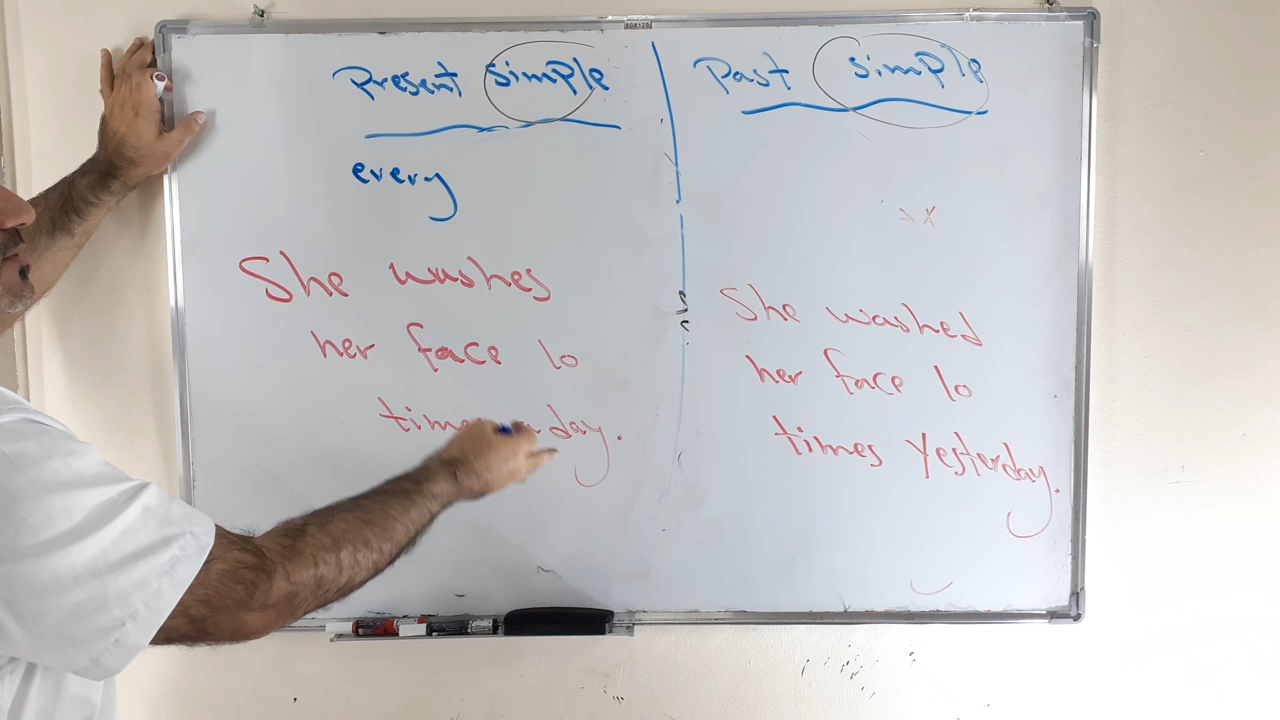 Present simple
every
She washes
her face 10
times a day.
Past simple
She washed
her face 10
times yesterday.